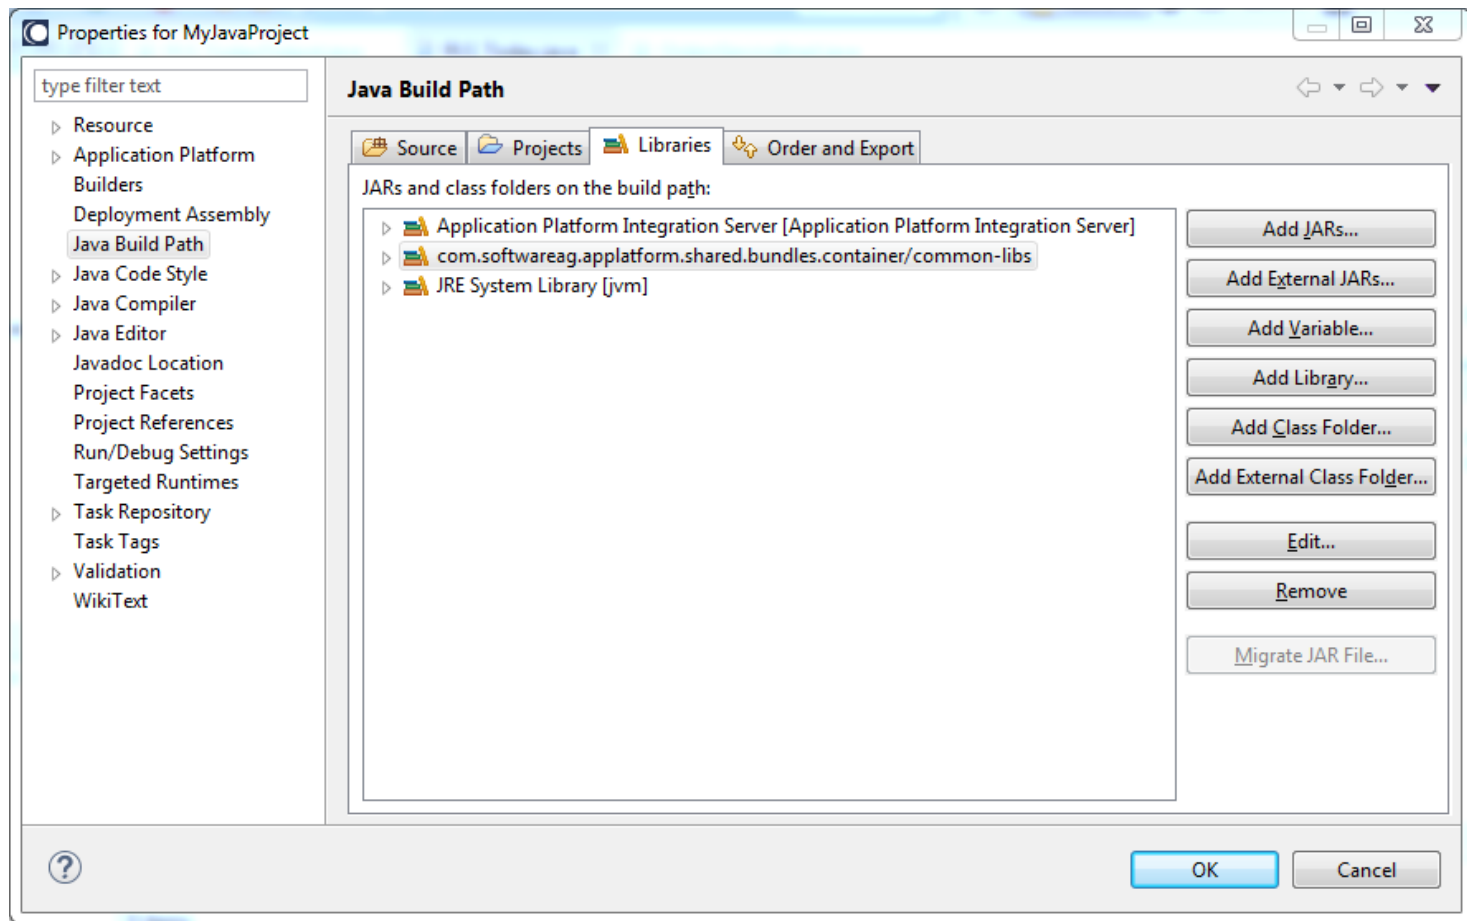 Properties for MyJavaProject
type filter text
Resource
Application Platform
Builders
Deployment Assembly
Java Build Path
Java Code Style
Java Compiler
Java Editor
Javadoc Location
Project Facets
Project References
Run/Debug Settings
Targeted Runtimes
Task Repository
Task Tags
Validation
WikiText
Java Build Path
Source Projects Libraries Order and Export
JARs and class folders on the build path:
Application Platform Integration Server [Application Platform Integration Server]
com.softwareag.applatform.shared.bundles.container/common-libs
JRE System Library [jvm]
Add JARs...
Add External JARs...
Add Variable...
Add Library...
Add Class Folder...
Add External Class Folder...
Edit...
Remove
Migrate JAR File...
?
OK Cancel